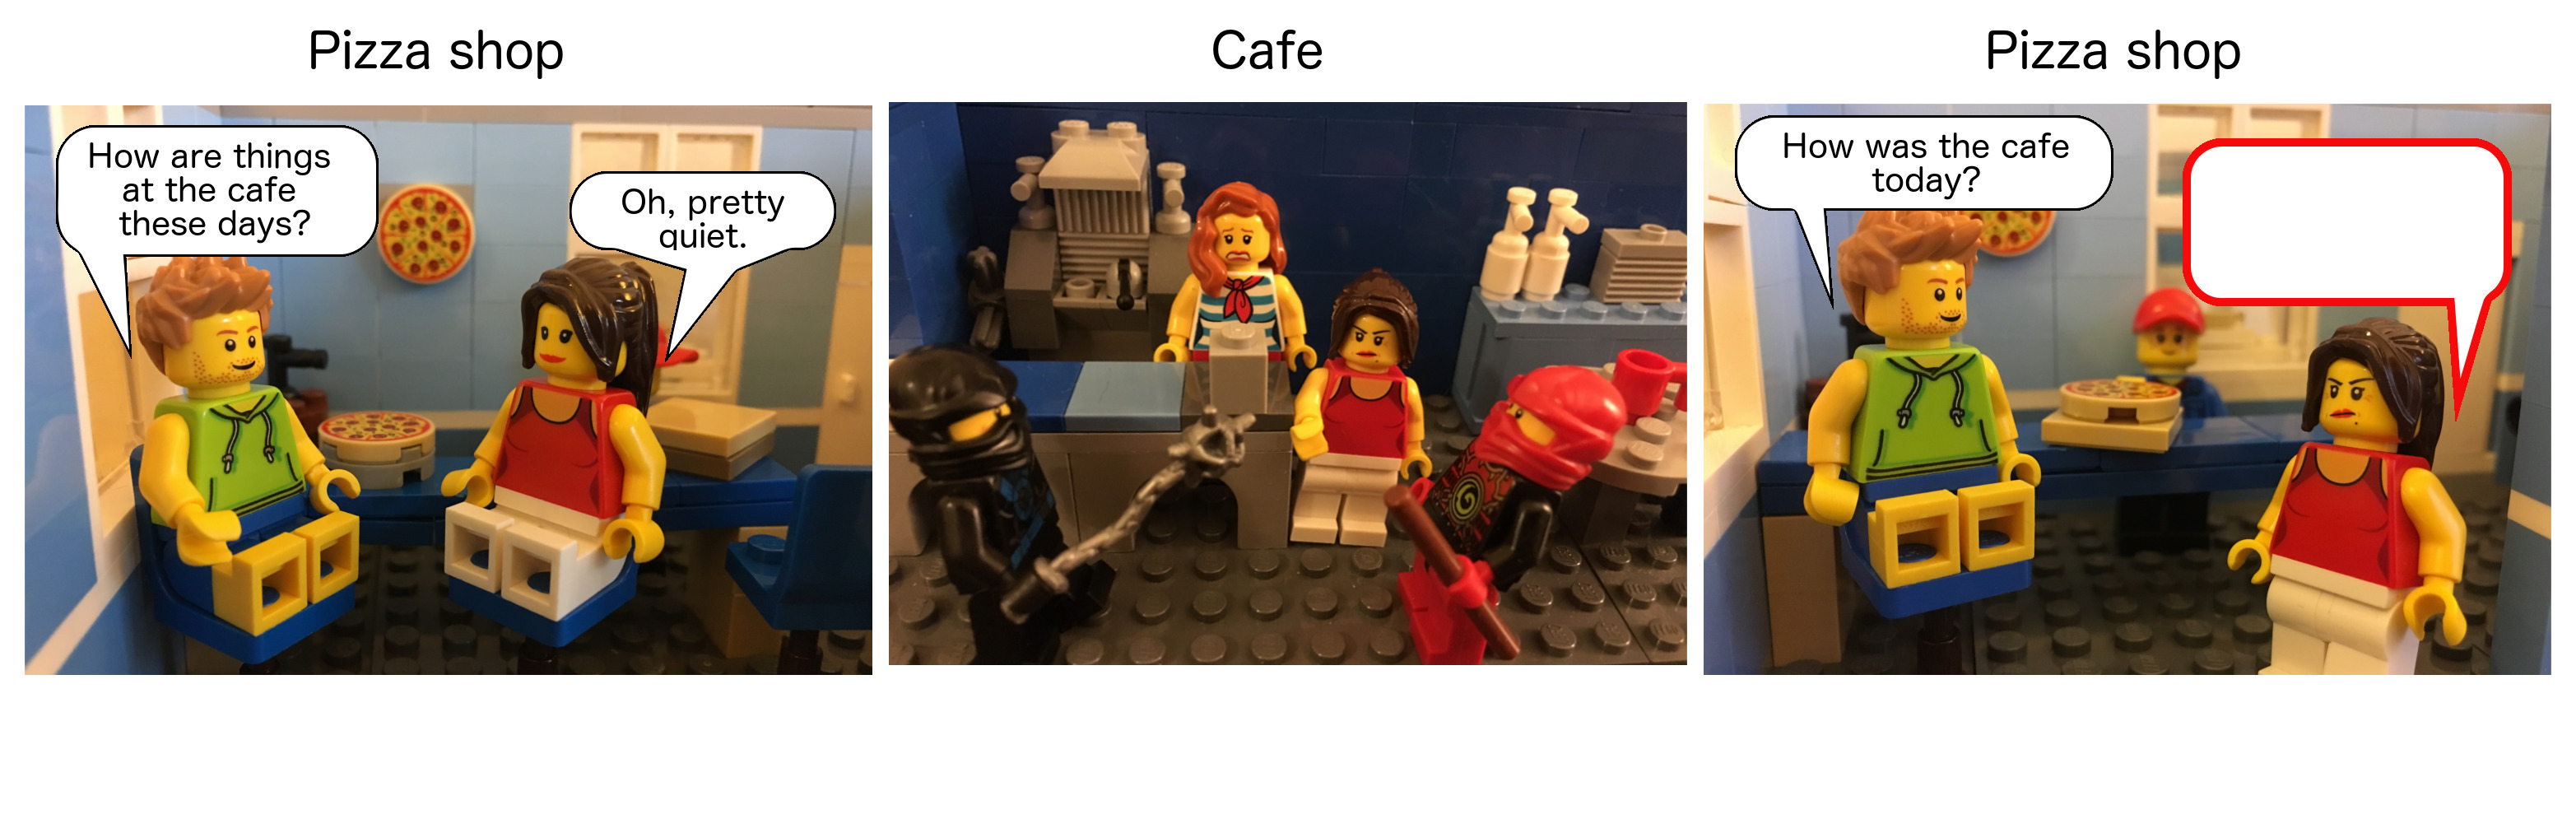 Pizza shop
Cafe
Pizza shop
How are things
at the cafe
these days?
Oh, pretty
quiet.
How was the cafe
today?